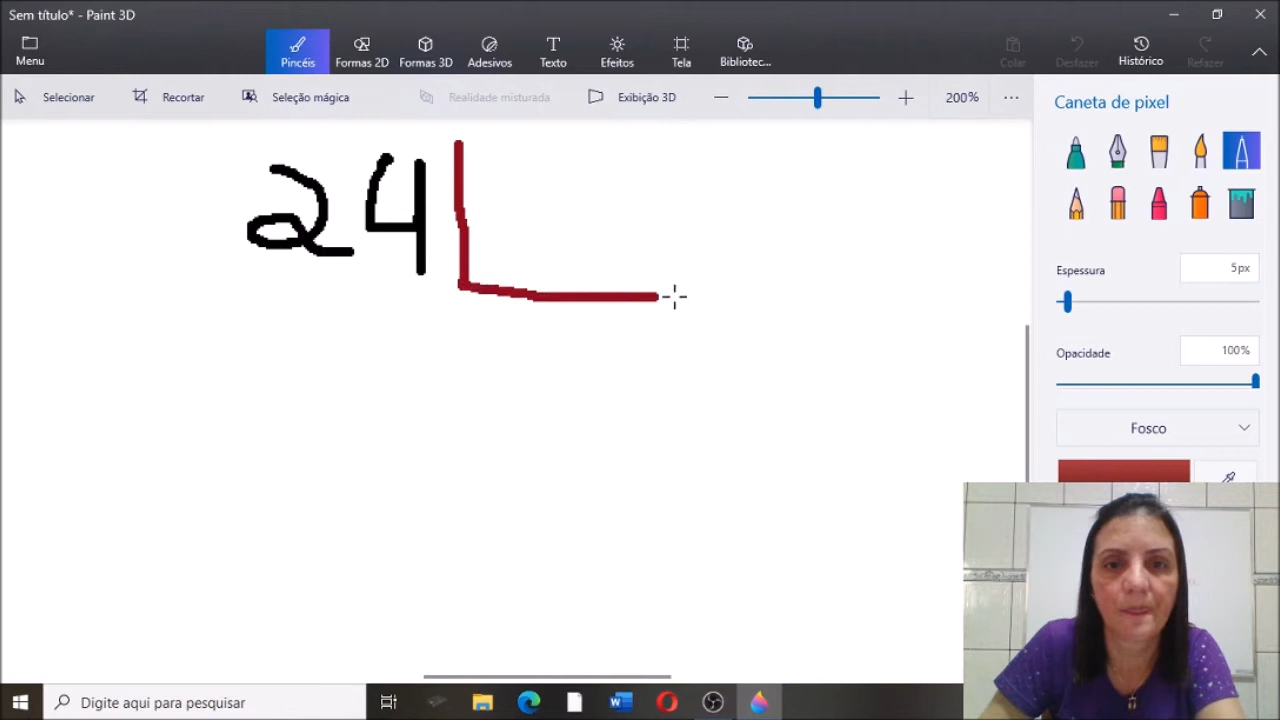 Sem título* - Paint 3D
Menu
Pincéis
Formas 2D
Formas 3D
Adesivos
Texto
Efeitos
Tela
Bibliotec...
Colar
Desfazer
Histórico
Refazer
Selecionar
Recortar
Seleção mágica
Realidade misturada
Exibição 3D
200%
Caneta de pixel
24
Espessura
5px
Opacidade
100%
Fosco
Digite aqui para pesquisar